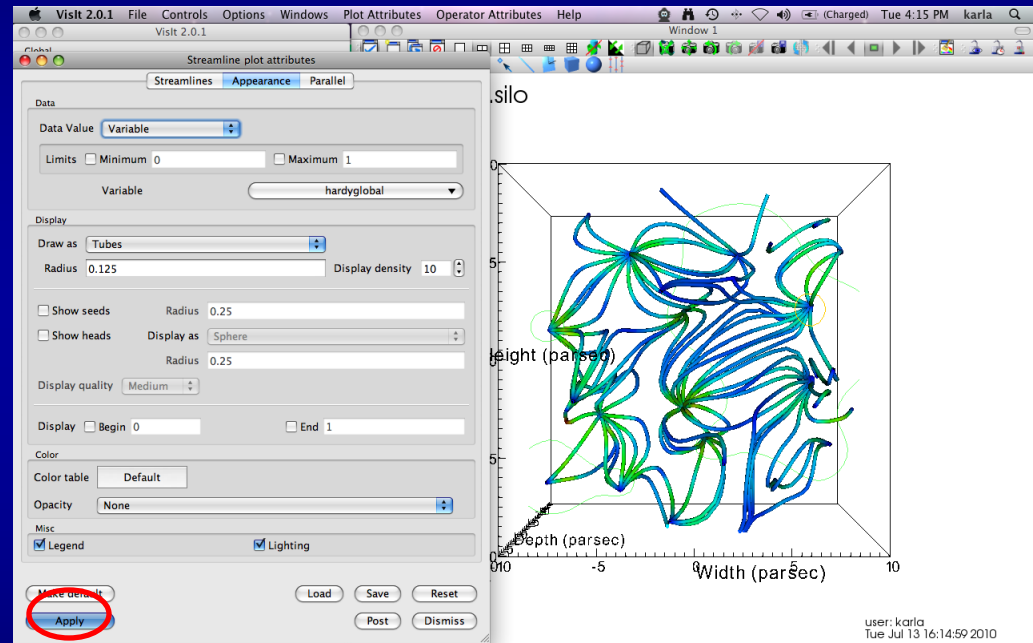 VisIt 2.0.1 File Controls Options Windows Plot Attributes Operator Attributes Help (Charged) Tue 4:15 PM karla
VisIt 2.0.1
Window 1
Global
Streamline plot attributes
Streamlines Appearance Parallel
Data
Data Value Variable
Limits Minimum 0 Maximum 1
Variable hardyglobal
Display
Draw as Tubes
Radius 0.125 Display density 10
Show seeds Radius 0.25
Show heads Display as Sphere
Radius 0.25
Display quality Medium
Display Begin 0 End 1
Color
Color table Default
Opacity None
Misc
Legend Lighting
Make default Load Save Reset
Apply Post Dismiss
.silo
Height (parsec)
Depth (parsec)
-5 0 5 10
Width (parsec)
user: karla
Tue Jul 13 16:14:59 2010